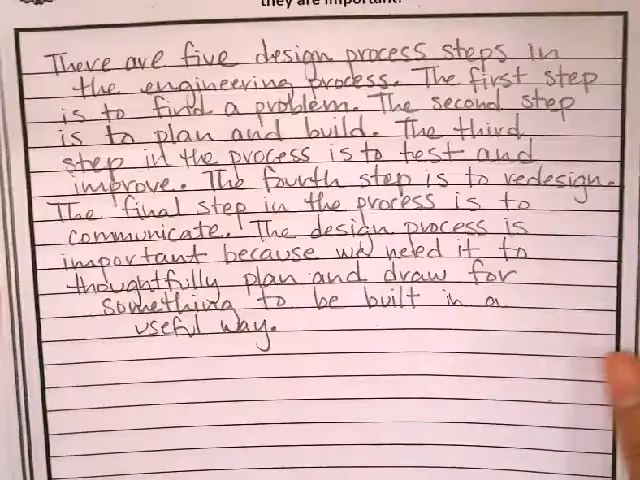 they are important.
There are five design process steps in
the engineering process. The first step
is to find a problem. The second step
is to plan and build. The third
step in the process is to test and
improve. The fourth step is to redesign.
The final step in the process is to
communicate. The design process is
important because we need it to
thoughtfully plan and draw for
something to be built in a
useful way.